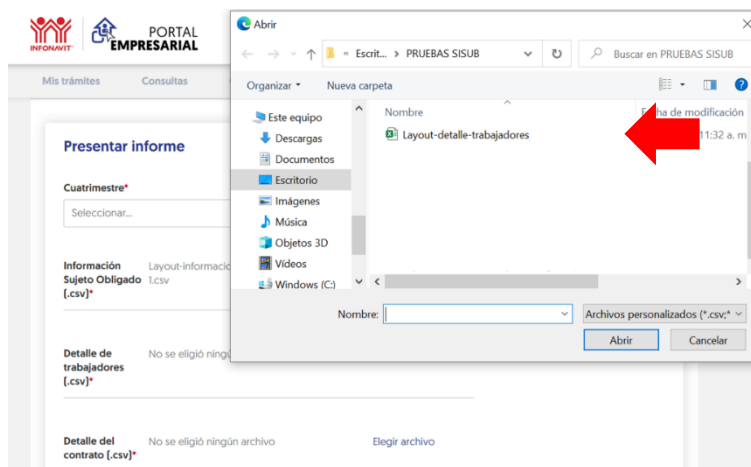 INFONAVIT
PORTAL
EMPRESARIAL
Mis trámites
Consultas
Presentar informe
Cuatrimestre*
Seleccionar...
Información
Sujeto Obligado
(.csv)*
Layout-informacio
1.csv
Detalle de
trabajadores
(.csv)*
No se eligió ningú
Detalle del
contrato (.csv)*
No se eligió ningún archivo
Elegir archivo
Abrir
« Escrit... > PRUEBAS SISUB
Buscar en PRUEBAS SISUB
Organizar
Nueva carpeta
Este equipo
Descargas
Documentos
Escritorio
Imágenes
Música
Objetos 3D
Vídeos
Windows (C:)
Nombre
ha de modificación
Layout-detalle-trabajadores
11:32 a. m
Nombre:
Archivos personalizados (*.csv;*
Abrir
Cancelar